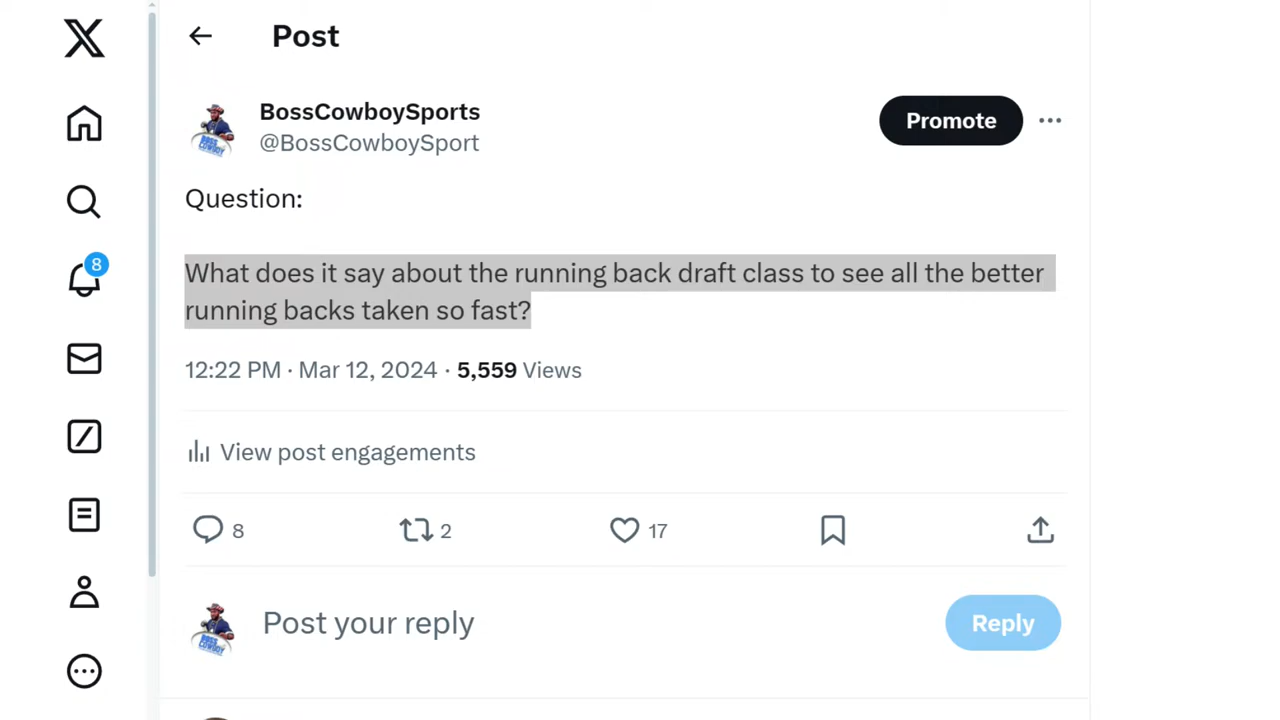 Post
BossCowboySports
@BossCowboySport
Promote
Question:
What does it say about the running back draft class to see all the better
running backs taken so fast?
8
12:22 PM · Mar 12, 2024 · 5,559 Views
View post engagements
8 2 17
Post your reply
Reply